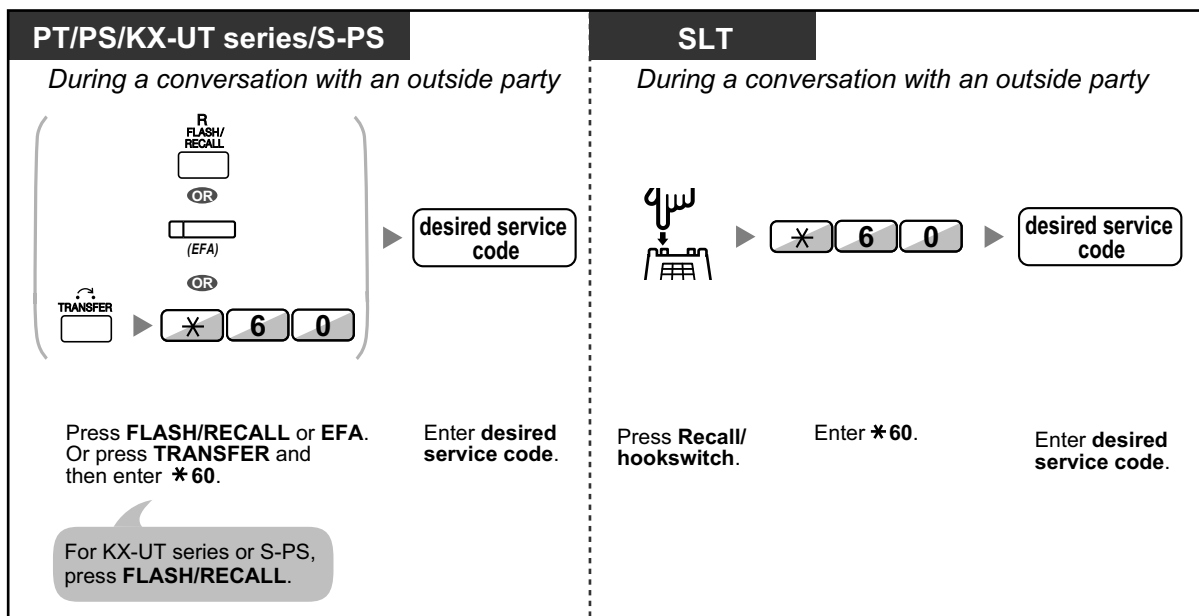 PT/PS/KX-UT series/S-PS
During a conversation with an outside party
R
FLASH/
RECALL
OR
(EFA)
OR
TRANSFER
* 6 0
desired service
code
Press FLASH/RECALL or EFA.
Or press TRANSFER and
then enter *60.
Enter desired
service code.
For KX-UT series or S-PS,
press FLASH/RECALL.
SLT
During a conversation with an outside party
* 6 0
desired service
code
Press Recall/
hookswitch.
Enter *60.
Enter desired
service code.